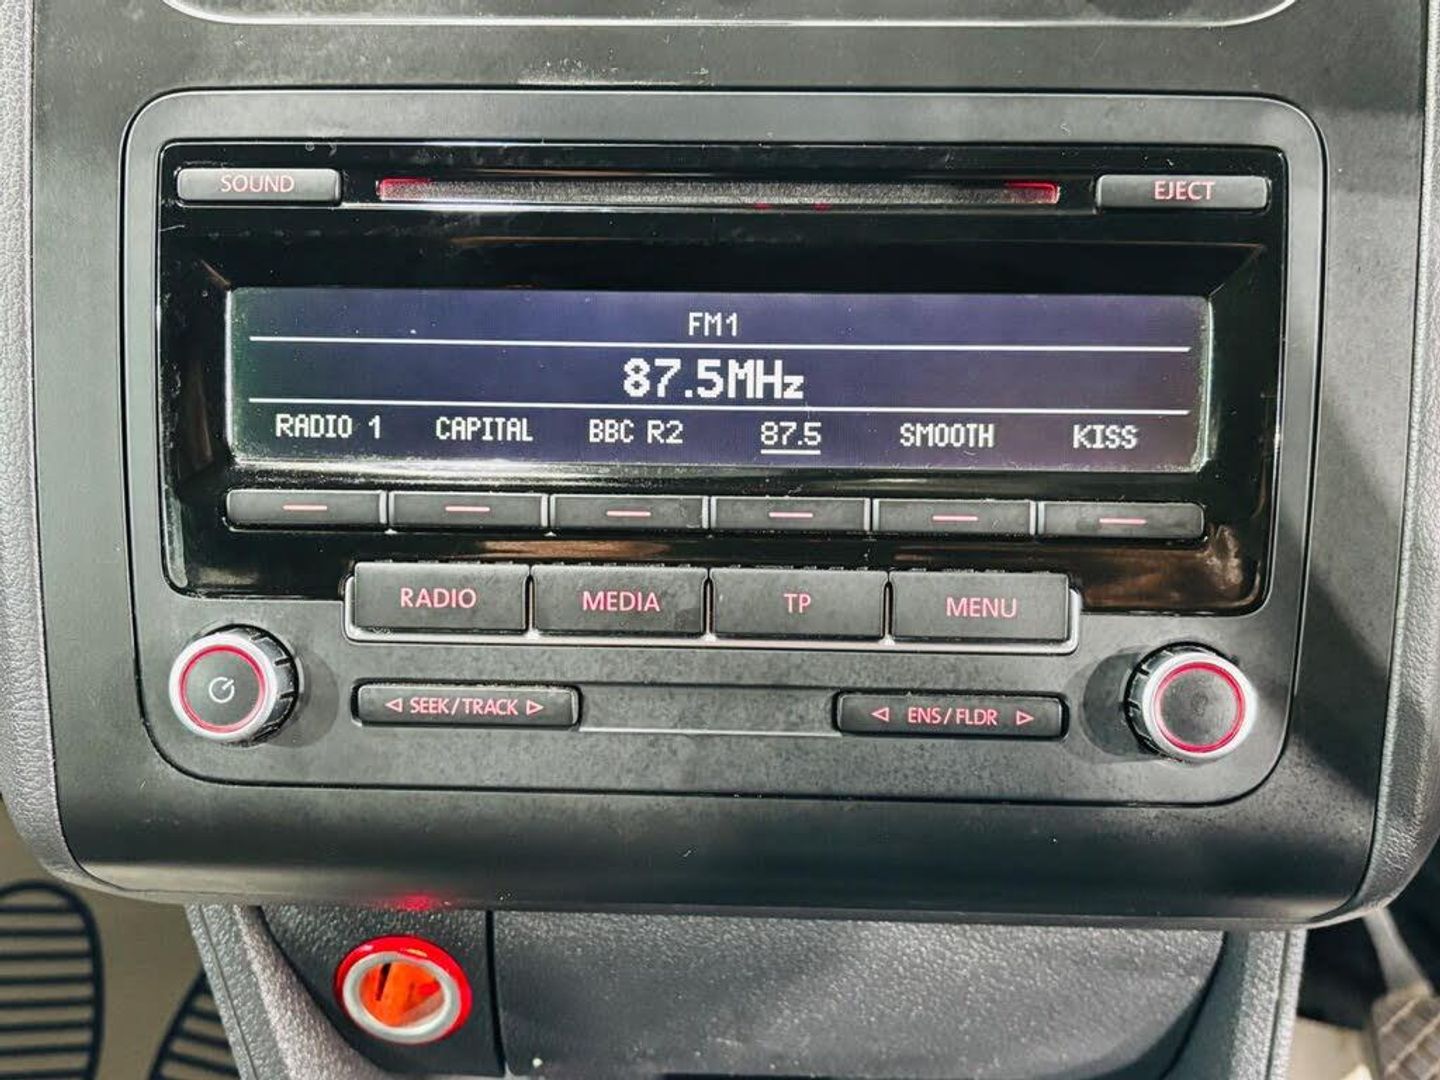 SOUND
EJECT
FM1
87.5MHz
RADIO 1 CAPITAL BBC R2 87.5 SMOOTH KISS
RADIO MEDIA TP MENU
◁ SEEK/TRACK ▷ ◁ ENS/FLDR ▷